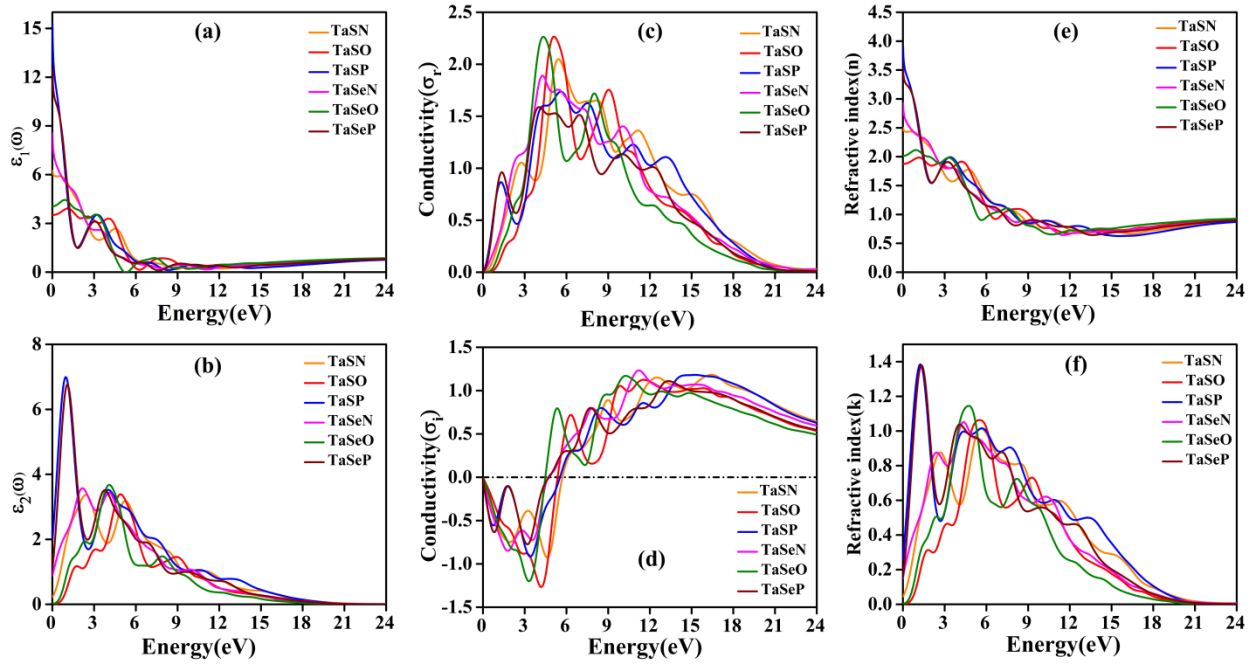 (a)
15
12
9
6
3
0
ε₁(ω)
TaSN
TaSO
TaSP
TaSeN
TaSeO
TaSeP
0 3 6 9 12 15 18 21 24
Energy(eV)
(c)
2.5
2.0
1.5
1.0
0.5
0.0
Conductivity(σᵣ)
TaSN
TaSO
TaSP
TaSeN
TaSeO
TaSeP
0 3 6 9 12 15 18 21 24
Energy(eV)
(e)
4.5
4.0
3.5
3.0
2.5
2.0
1.5
1.0
0.5
0.0
Refractive index(n)
TaSN
TaSO
TaSP
TaSeN
TaSeO
TaSeP
0 3 6 9 12 15 18 21 24
Energy(eV)
(b)
8
6
4
2
0
ε₂(ω)
TaSN
TaSO
TaSP
TaSeN
TaSeO
TaSeP
0 3 6 9 12 15 18 21 24
Energy(eV)
1.5
1.0
0.5
0.0
-0.5
-1.0
-1.5
Conductivity(σᵢ)
(d)
TaSN
TaSO
TaSP
TaSeN
TaSeO
TaSeP
0 3 6 9 12 15 18 21 24
Energy(eV)
(f)
1.4
1.2
1.0
0.8
0.6
0.4
0.2
0.0
Refractive index(k)
TaSN
TaSO
TaSP
TaSeN
TaSeO
TaSeP
0 3 6 9 12 15 18 21 24
Energy(eV)